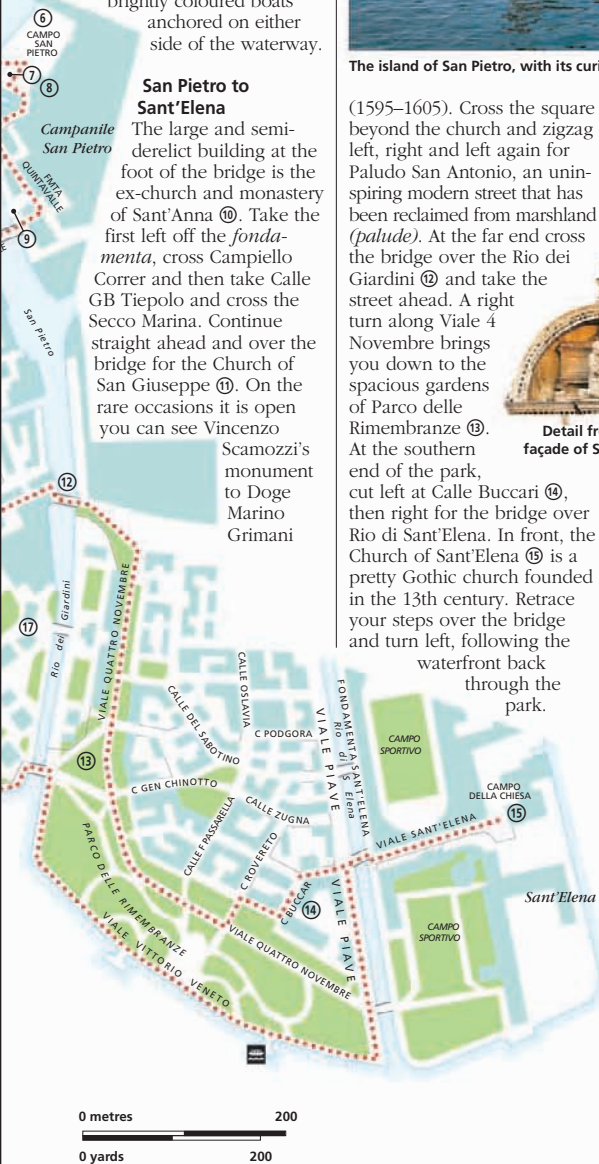 brightly coloured boats
anchored on either
side of the waterway.
San Pietro to
Sant'Elena
The large and semi-
derelict building at the
foot of the bridge is the
ex-church and monastery
of Sant'Anna ⑩. Take the
first left off the fonda-
menta, cross Campiello
Correr and then take Calle
GB Tiepolo and cross the
Secco Marina. Continue
straight ahead and over the
bridge for the Church of
San Giuseppe ⑪. On the
rare occasions it is open
you can see Vincenzo
Scamozzi's
monument
to Doge
Marino
Grimani
The island of San Pietro, with its
(1595–1605). Cross the square
beyond the church and zigzag
left, right and left again for
Paludo San Antonio, an unin-
spiring modern street that has
been reclaimed from marshland
(palude). At the far end cross
the bridge over the Rio dei
Giardini ⑫ and take the
street ahead. A right
turn along Viale 4
Novembre brings
you down to the
spacious gardens
of Parco delle
Rimembranze ⑬.
At the southern
end of the park,
cut left at Calle Buccari ⑭,
then right for the bridge over
Rio di Sant'Elena. In front, the
Church of Sant'Elena ⑮ is a
pretty Gothic church founded
in the 13th century. Retrace
your steps over the bridge
and turn left, following the
waterfront back
through the
park.
Detail
façade of
⑥
CAMPO
SAN
PIETRO
⑦
⑧
Campanile
San Pietro
FMTA
QUINTAVALLE
⑨
San Pietro
⑫
Rio dei Giardini
⑰
VIALE QUATTRO NOVEMBRE
⑬
CALLE OSLAVIA
CALLE DEL SABOTINO
C PODGORA
C GEN CHINOTTO
CALLE F PASSARELLA
CALLE ZUGNA
C ROVERETO
C BUCCAR
⑭
VIALE PIAVE
VIALE PIAVE
FONDAMENTA SANT'ELENA
Rio di S Elena
CAMPO
SPORTIVO
VIALE SANT'ELENA
CAMPO
DELLA CHIESA
⑮
Sant'Elena
CAMPO
SPORTIVO
PARCO DELLE RIMEMBRANZE
VIALE VITTORIO VENETO
VIALE QUATTRO NOVEMBRE
0 metres 200
0 yards 200